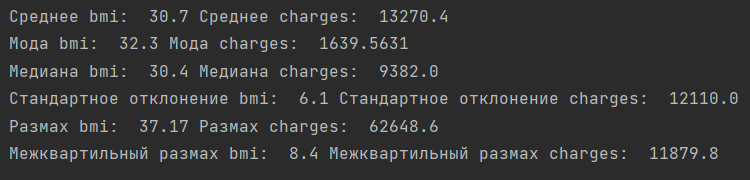 Среднее bmi:  30.7 Среднее charges:  13270.4
Мода bmi:  32.3 Мода charges:  1639.5631
Медиана bmi:  30.4 Медиана charges:  9382.0
Стандартное отклонение bmi:  6.1 Стандартное отклонение charges:  12110.0
Размах bmi:  37.17 Размах charges:  62648.6
Межквартильный размах bmi:  8.4 Межквартильный размах charges:  11879.8